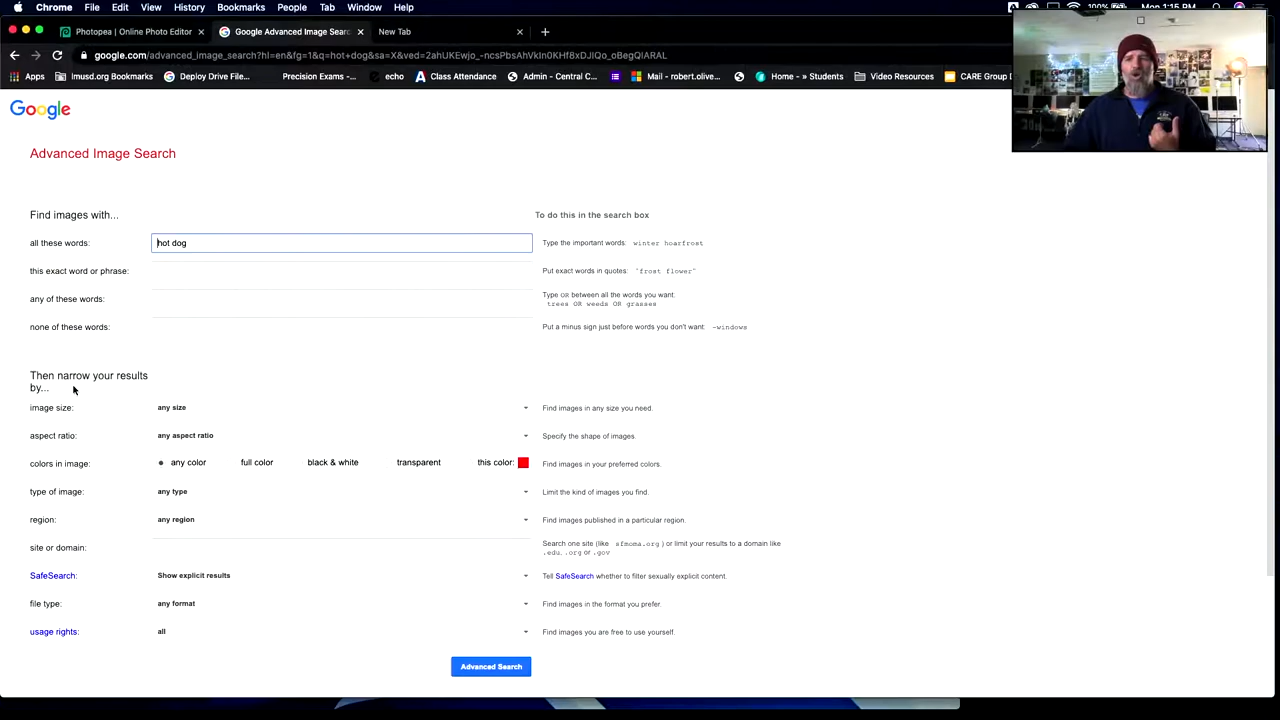 Chrome File Edit View History Bookmarks People Tab Window Help
100% Mon 1:15 PM
Photopea | Online Photo Editor
Google Advanced Image Searc
New Tab
google.com/advanced_image_search?hl=en&fg=1&q=hot+dog&sa=X&ved=
Apps lmusd.org Bookmarks Deploy Drive File... Precision Exams -... echo Class Attendance Admin - Central C... Mail - robert.olive... Home -» Students Video Resources CARE Group D
Google
Advanced Image Search
Find images with...
To do this in the search box
all these words: hot dog Type the important words: winter hoarfrost
this exact word or phrase: Put exact words in quotes: "frost flower"
any of these words: Type OR between all the words you want:
trees OR weeds OR grasses
none of these words: Put a minus sign just before words you don't want: -windows
Then narrow your results
by...
image size: any size Find images in any size you need.
aspect ratio: any aspect ratio Specify the shape of images.
colors in image: any color full color black & white transparent this color: Find images in your preferred colors.
type of image: any type Limit the kind of images you find.
region: any region Find images published in a particular region.
site or domain: Search one site (like sfmoma.org ) or limit your results to a domain like
.edu, .org or .gov
SafeSearch: Show explicit results Tell SafeSearch whether to filter sexually explicit content.
file type: any format Find images in the format you prefer.
usage rights: all Find images you are free to use yourself.
Advanced Search